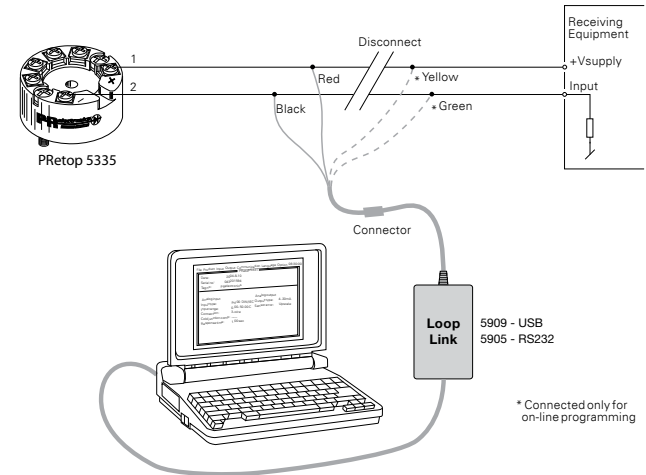 Receiving
Equipment
+Vsupply
Input
Disconnect
1
2
Red
Black
* Yellow
* Green
PRetop 5335
Connector
Loop
Link
5909 - USB
5905 - RS232
* Connected only for
on-line programming